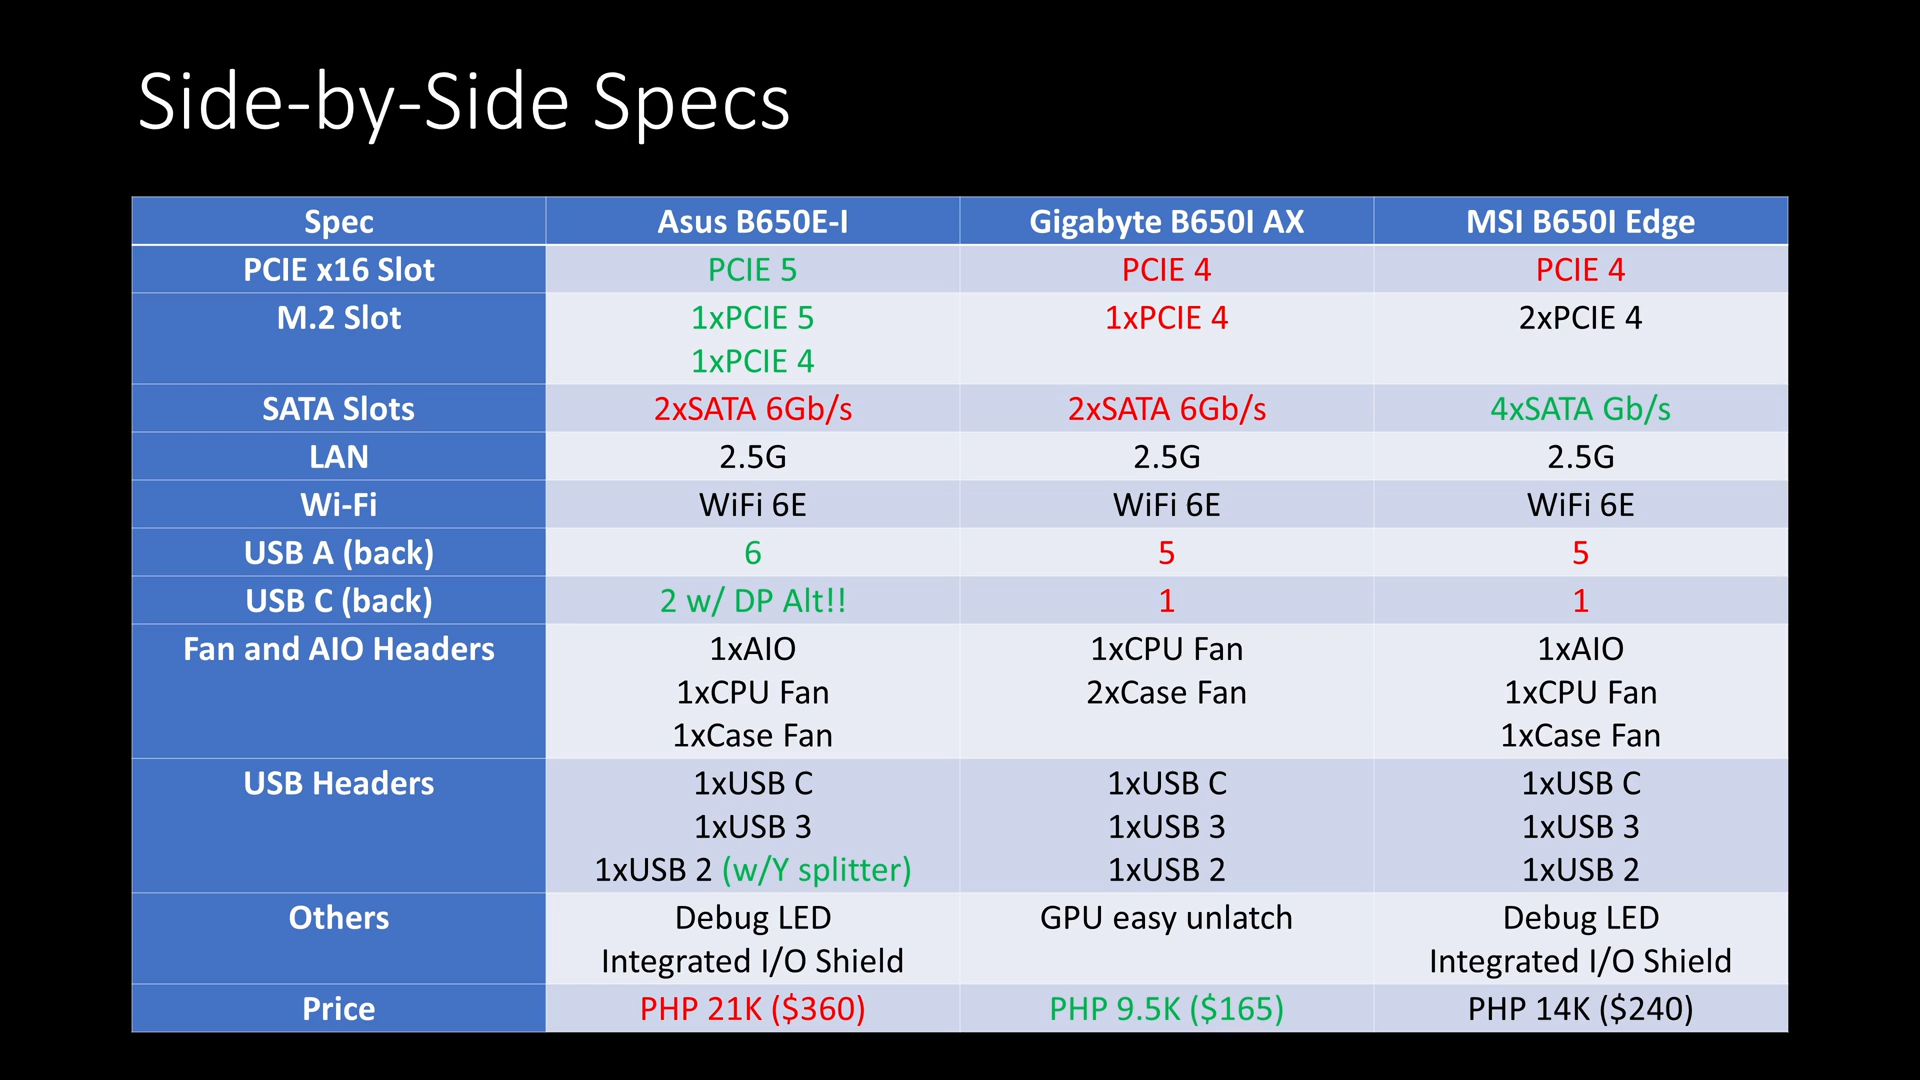 Side-by-Side Specs
Spec Asus B650E-I Gigabyte B650I AX MSI B650I Edge
PCIE x16 Slot PCIE 5 PCIE 4 PCIE 4
M.2 Slot 1xPCIE 5 1xPCIE 4 2xPCIE 4
1xPCIE 4
SATA Slots 2xSATA 6Gb/s 2xSATA 6Gb/s 4xSATA Gb/s
LAN 2.5G 2.5G 2.5G
Wi-Fi WiFi 6E WiFi 6E WiFi 6E
USB A (back) 6 5 5
USB C (back) 2 w/ DP Alt!! 1 1
Fan and AIO Headers 1xAIO 1xCPU Fan 1xAIO
1xCPU Fan 2xCase Fan 1xCPU Fan
1xCase Fan 1xCase Fan
USB Headers 1xUSB C 1xUSB C 1xUSB C
1xUSB 3 1xUSB 3 1xUSB 3
1xUSB 2 (w/Y splitter) 1xUSB 2 1xUSB 2
Others Debug LED GPU easy unlatch Debug LED
Integrated I/O Shield Integrated I/O Shield
Price PHP 21K ($360) PHP 9.5K ($165) PHP 14K ($240)